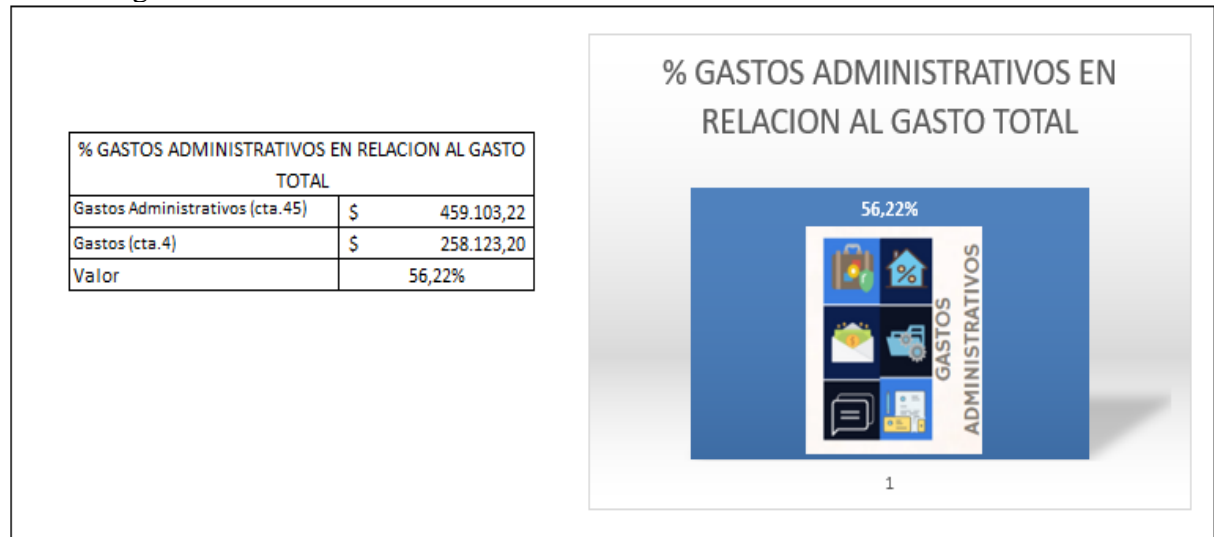 % GASTOS ADMINISTRATIVOS EN RELACION AL GASTO
TOTAL
Gastos Administrativos (cta.45) $ 459.103,22
Gastos (cta.4) $ 258.123,20
Valor 56,22%
% GASTOS ADMINISTRATIVOS EN
RELACION AL GASTO TOTAL
56,22%
GASTOS
ADMINISTRATIVOS
1